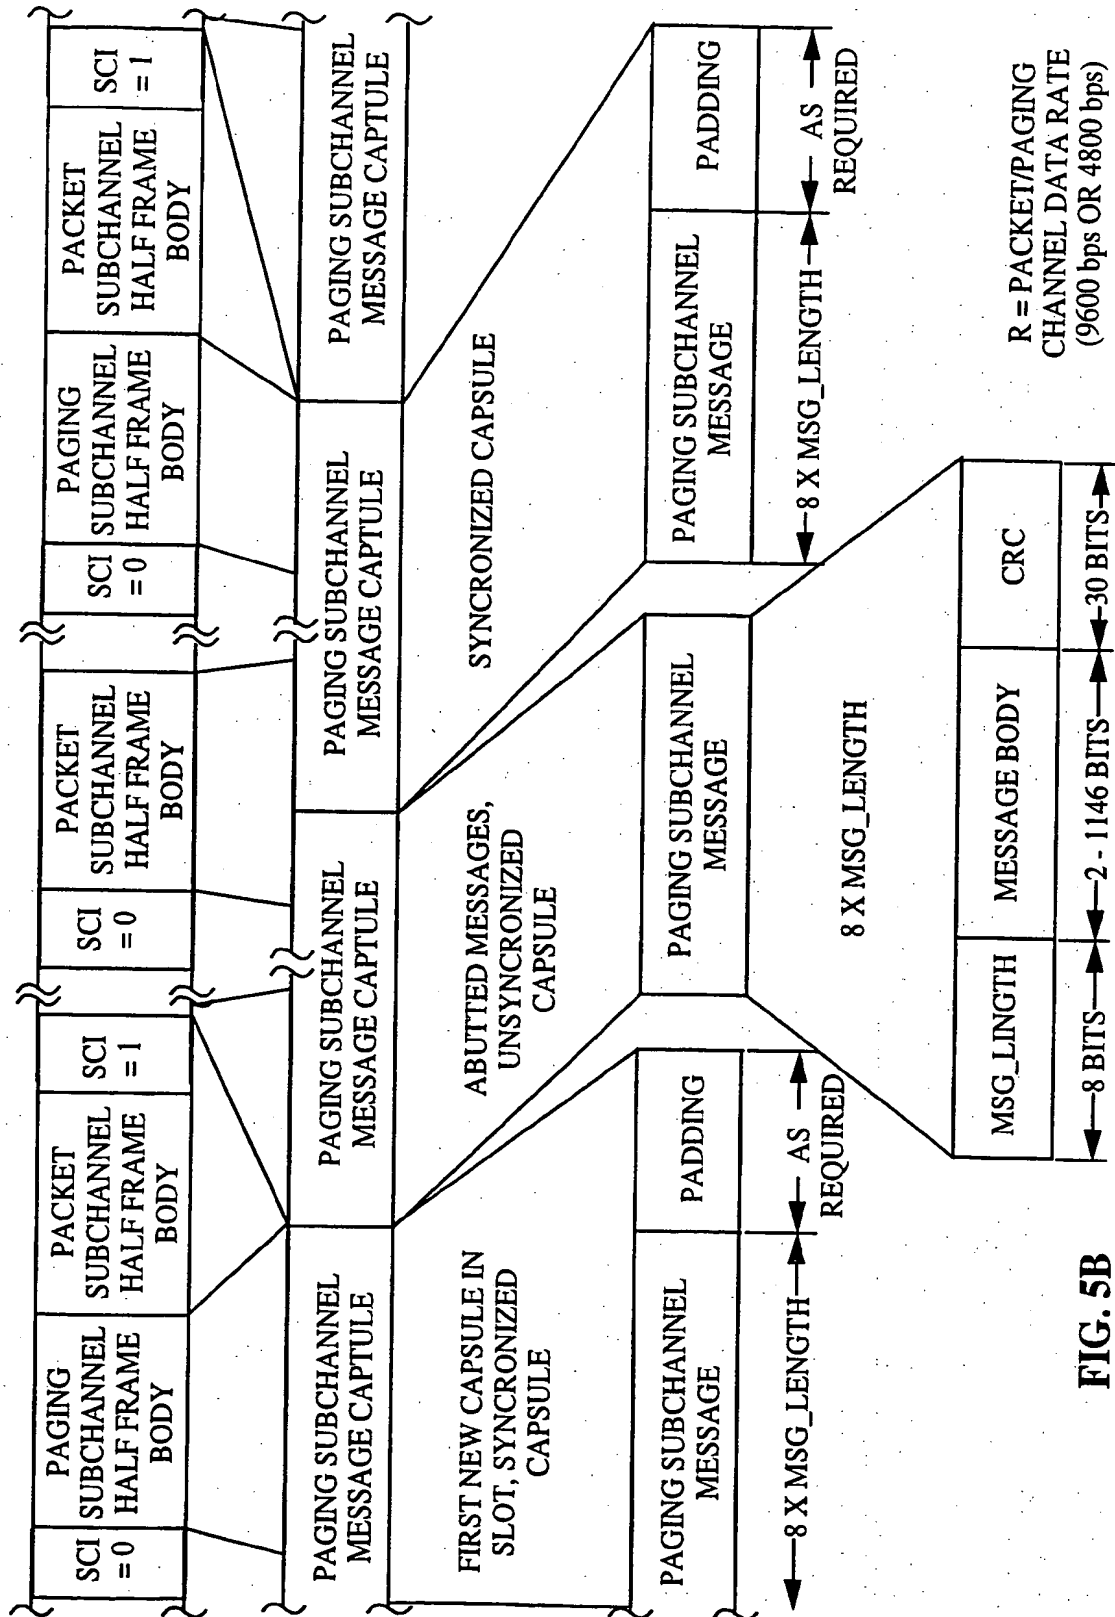 SCI
= 0
PAGING
SUBCHANNEL
HALF FRAME
BODY
PACKET
SUBCHANNEL
HALF FRAME
BODY
SCI
= 1
SCI
= 0
PACKET
SUBCHANNEL
HALF FRAME
BODY
SCI
= 0
PAGING
SUBCHANNEL
HALF FRAME
BODY
PACKET
SUBCHANNEL
HALF FRAME
BODY
SCI
= 1
PAGING SUBCHANNEL
MESSAGE CAPTULE
PAGING SUBCHANNEL
MESSAGE CAPTULE
PAGING SUBCHANNEL
MESSAGE CAPTULE
PAGING SUBCHANNEL
MESSAGE CAPTULE
FIRST NEW CAPSULE IN
SLOT, SYNCRONIZED
CAPSULE
ABUTTED MESSAGES,
UNSYNCRONIZED
CAPSULE
SYNCRONIZED CAPSULE
PAGING SUBCHANNEL
MESSAGE
PADDING
PAGING SUBCHANNEL
MESSAGE
PAGING SUBCHANNEL
MESSAGE
PADDING
8 X MSG_LENGTH
AS
REQUIRED
8 X MSG_LENGTH
8 X MSG_LENGTH
AS
REQUIRED
MSG_LINGTH
MESSAGE BODY
CRC
8 BITS
2 - 1146 BITS
30 BITS
R = PACKET/PAGING
CHANNEL DATA RATE
(9600 bps OR 4800 bps)
FIG. 5B